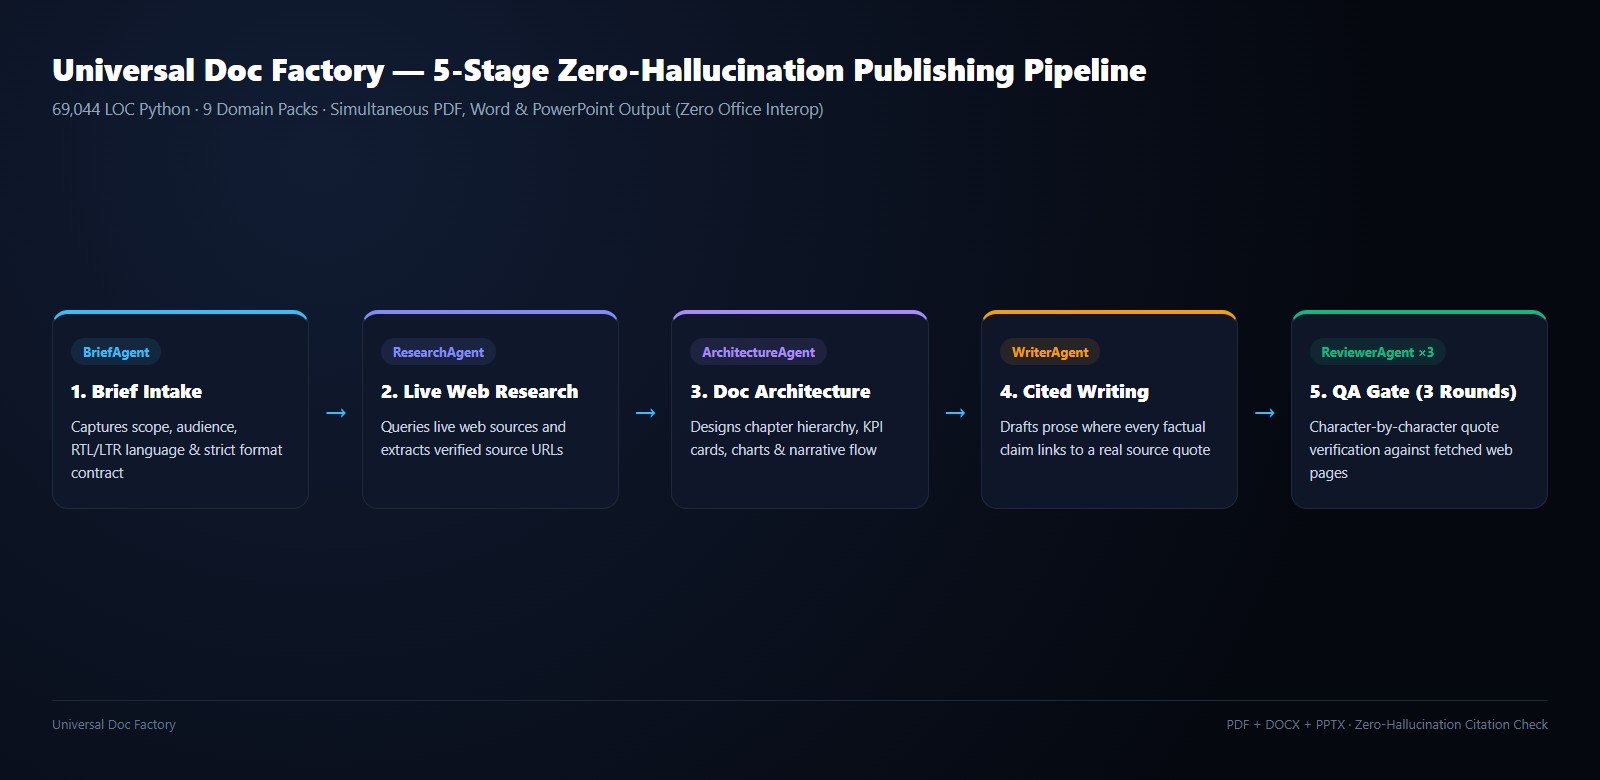 Universal Doc Factory — 5-Stage Zero-Hallucination Publishing Pipeline
69,044 LOC Python · 9 Domain Packs · Simultaneous PDF, Word & PowerPoint Output (Zero Office Interop)
BriefAgent
1. Brief Intake
Captures scope, audience,
RTL/LTR language & strict format
contract
→
ResearchAgent
2. Live Web Research
Queries live web sources and
extracts verified source URLs
→
ArchitectureAgent
3. Doc Architecture
Designs chapter hierarchy, KPI
cards, charts & narrative flow
→
WriterAgent
4. Cited Writing
Drafts prose where every factual
claim links to a real source quote
→
ReviewerAgent ×3
5. QA Gate (3 Rounds)
Character-by-character quote
verification against fetched web
pages
Universal Doc Factory
PDF + DOCX + PPTX · Zero-Hallucination Citation Check